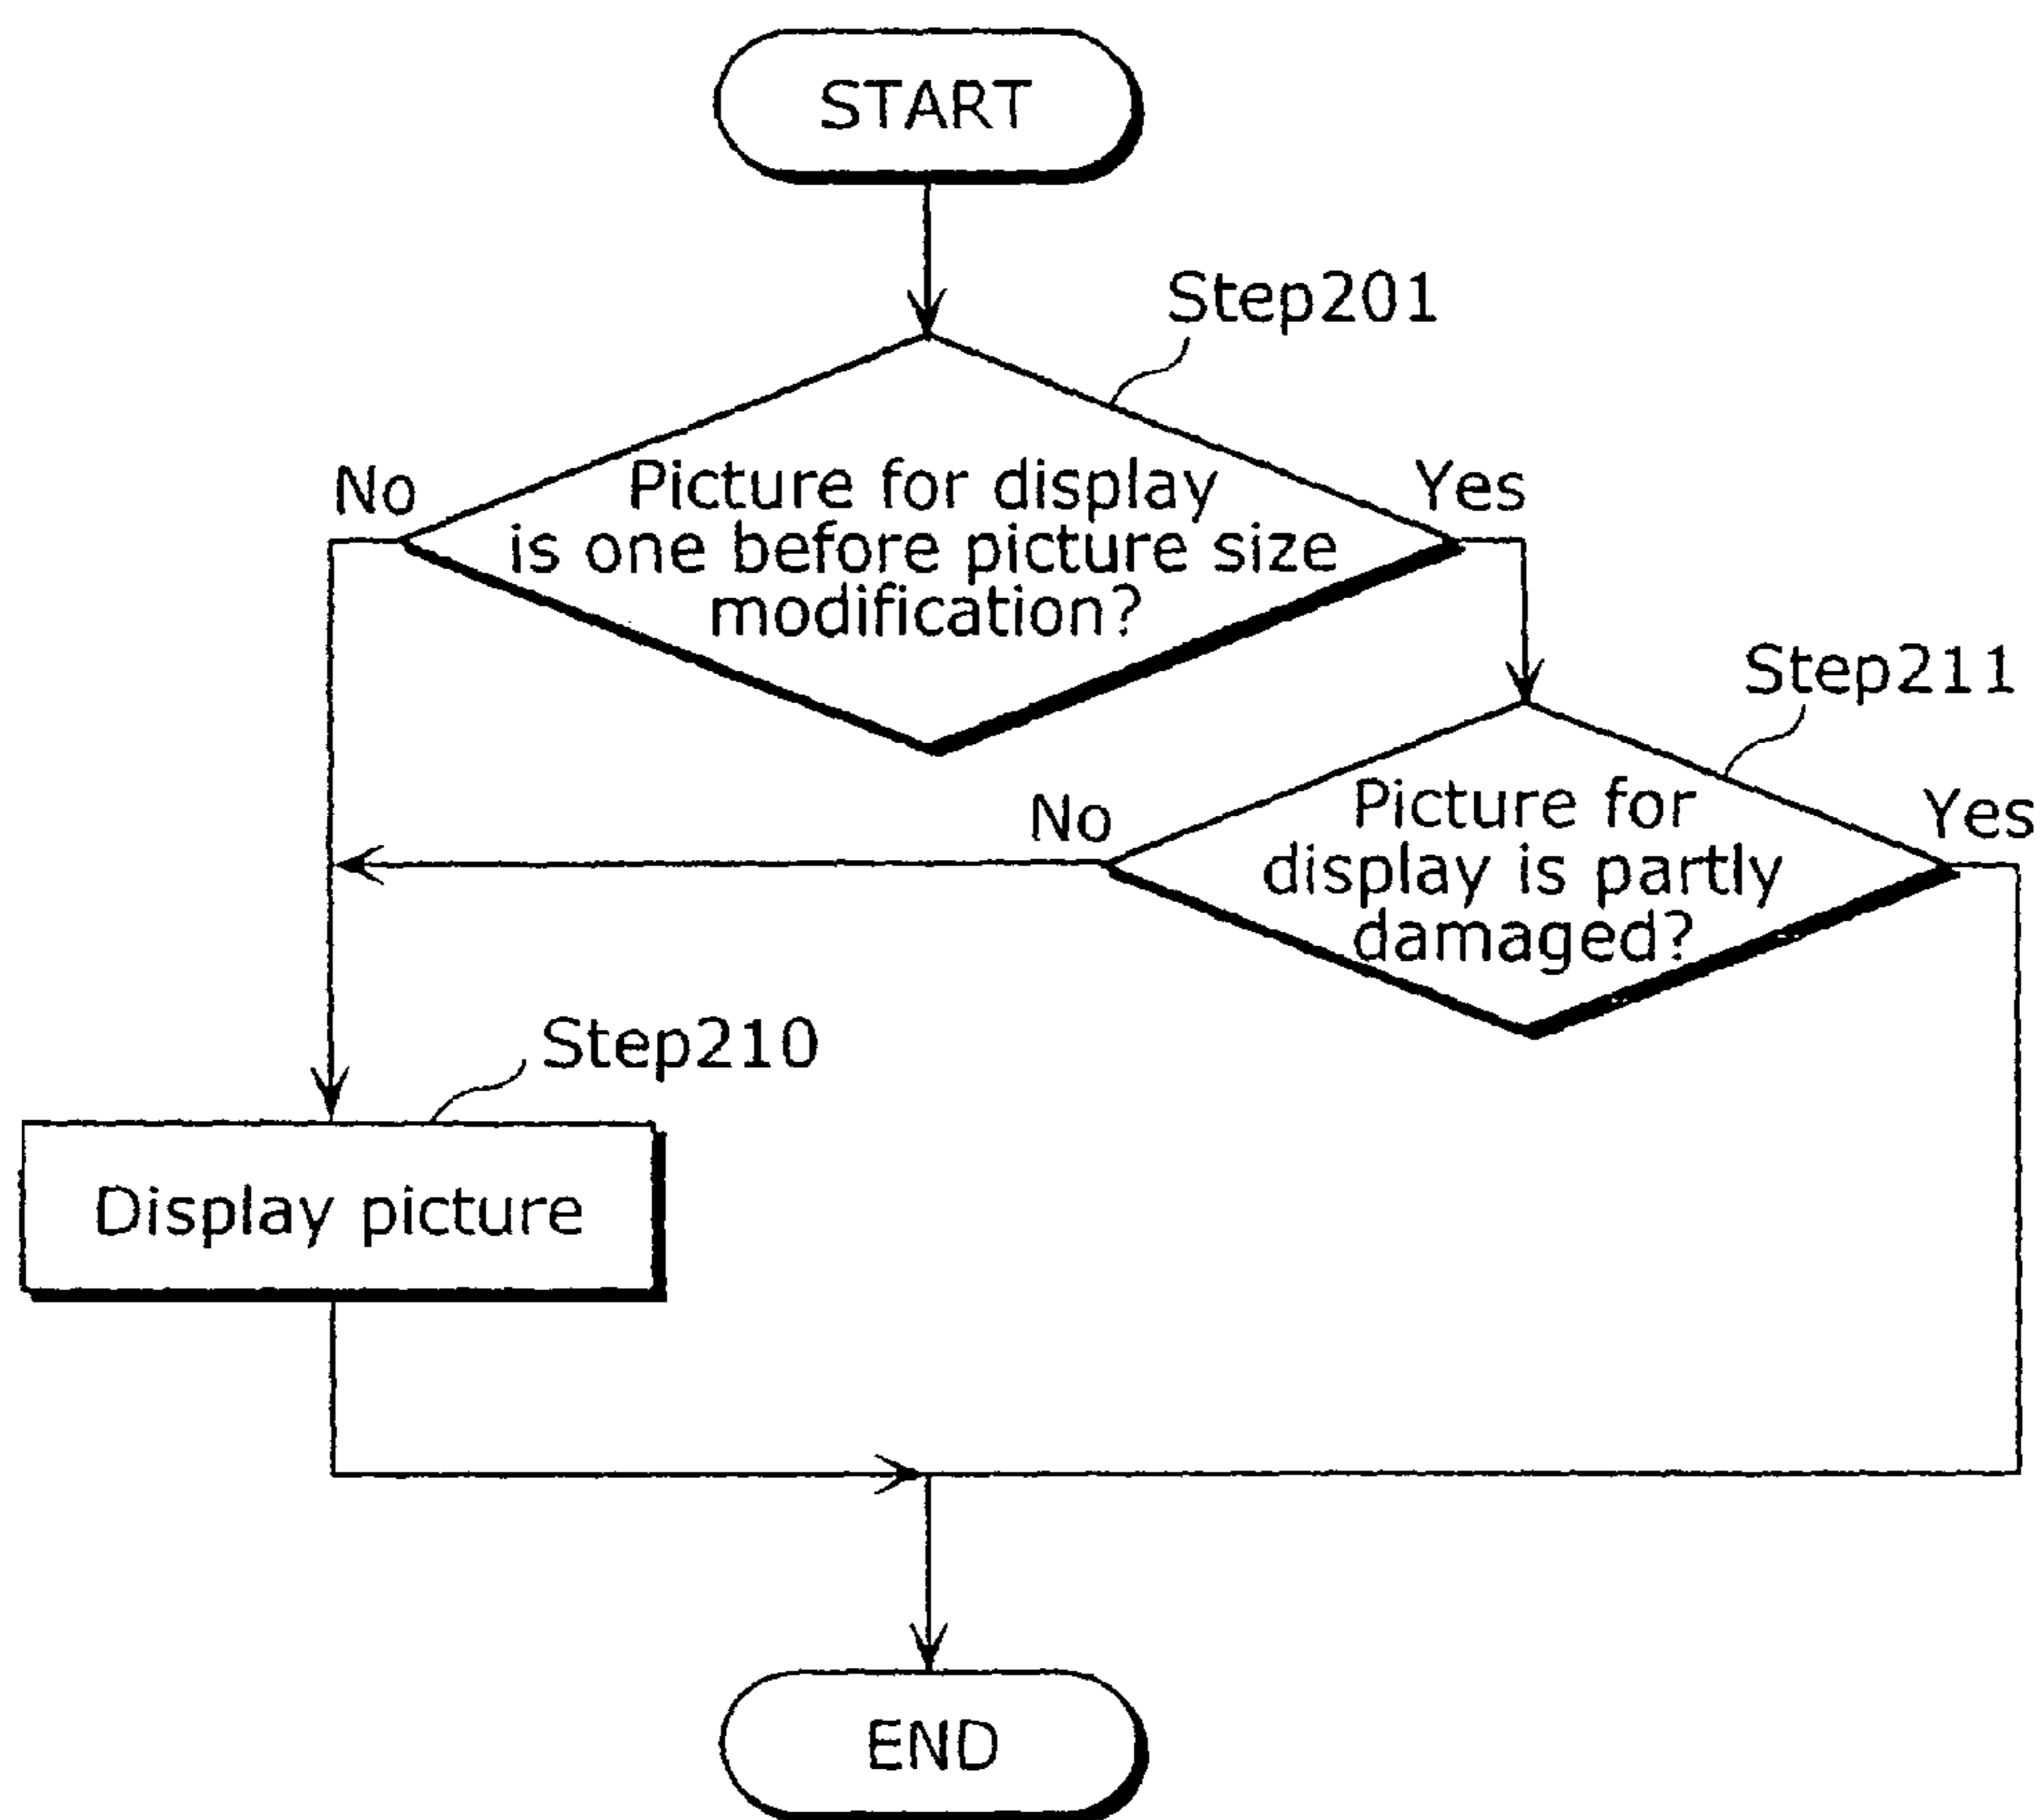 START
Step201
No
Yes
Picture for display
is one before picture size
modification?
Step211
No
Yes
Picture for
display is partly
damaged?
Step210
Display picture
END